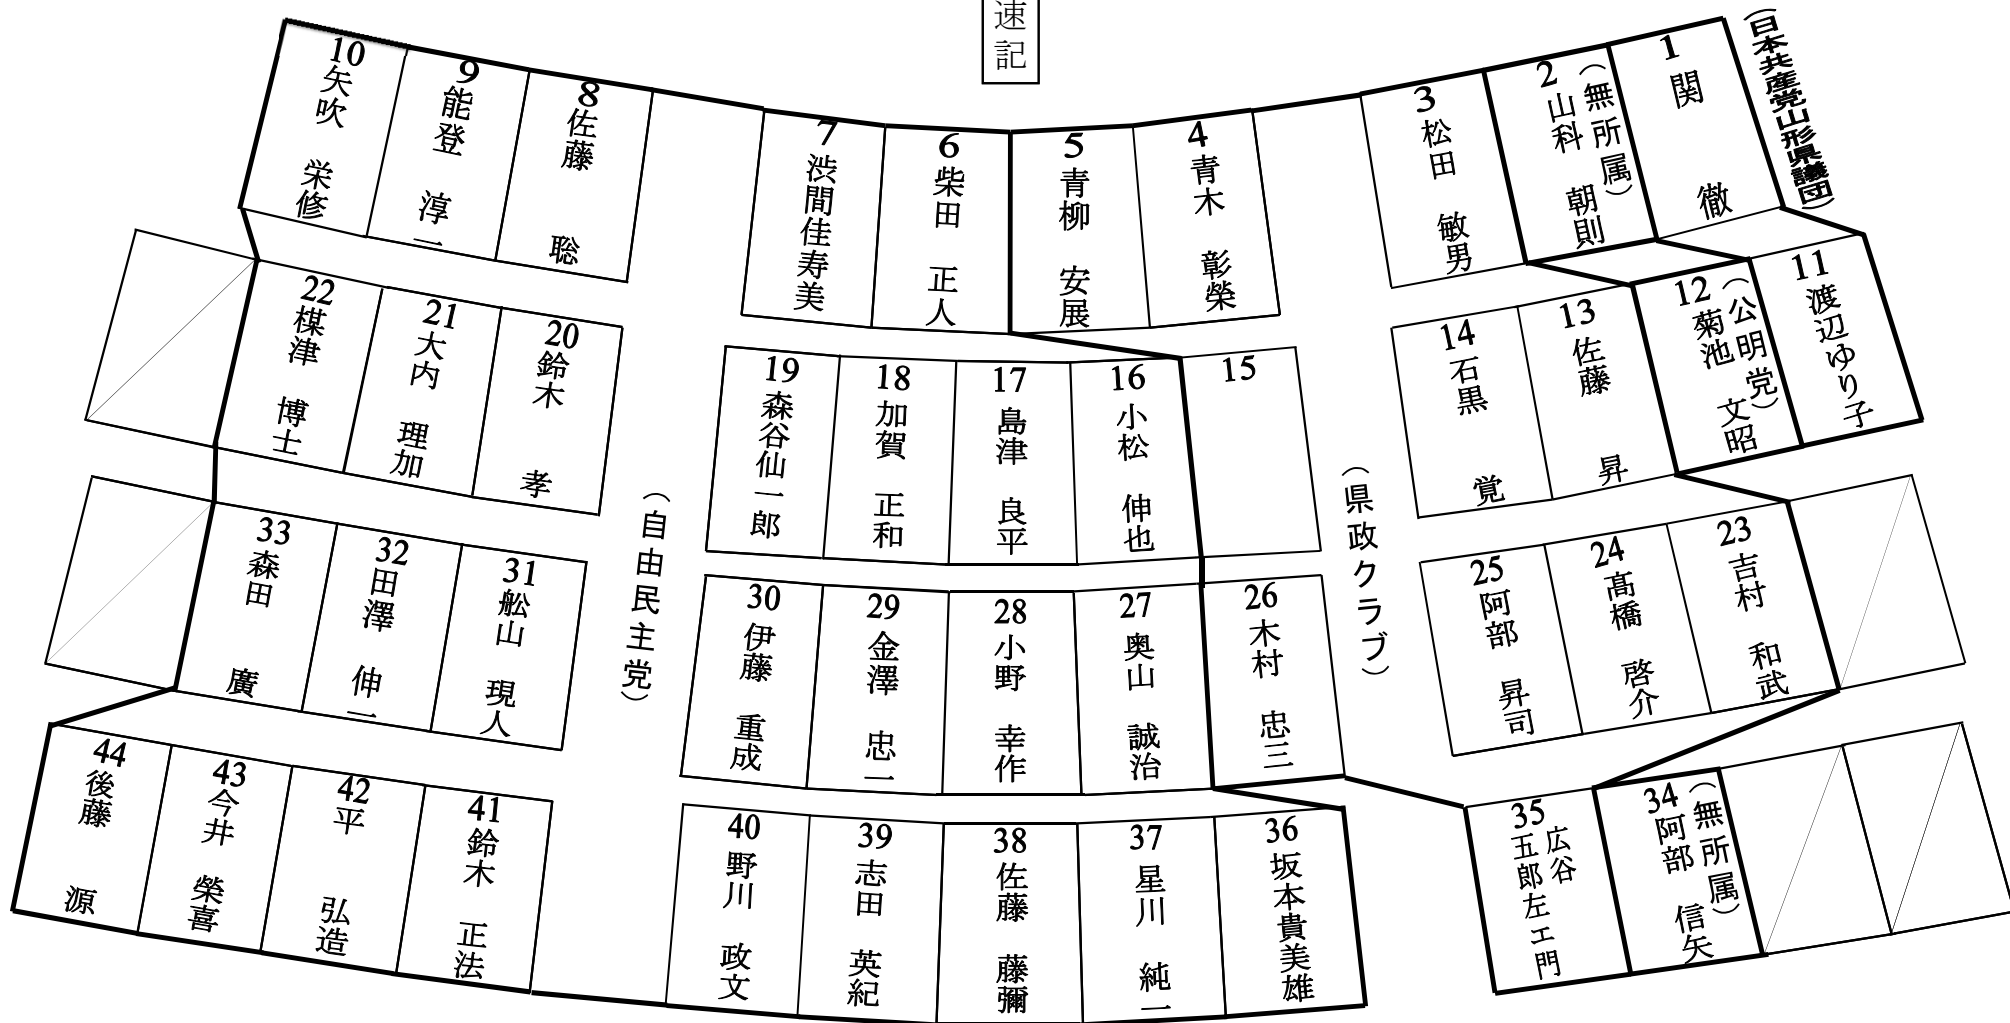 速記
(日本共産党山形県議団)
1 関 徹
(無所属)
2 山科 朝則
3 松田 敏男
4 青木 彰榮
5 青柳 安展
6 柴田 正人
7 渋間佳寿美
8 佐藤 聡
9 能登 淳一
10 矢吹 栄修
11 渡辺ゆり子
(公明党)
12 菊池 文昭
13 佐藤 昇
14 石黒 覚
15
16 小松 伸也
17 島津 良平
18 加賀 正和
19 森谷仙一郎
20 鈴木 孝
21 大内 理加
22 楳津 博士
(県政クラブ)
(自由民主党)
23 吉村 和武
24 髙橋 啓介
25 阿部 昇司
26 木村 忠三
27 奥山 誠治
28 小野 幸作
29 金澤 忠一
30 伊藤 重成
31 舩山 現人
32 田澤 伸一
33 森田 廣
(無所属)
34 阿部 信矢
35 広谷五郎左エ門
36 坂本貴美雄
37 星川 純一
38 佐藤 藤彌
39 志田 英紀
40 野川 政文
41 鈴木 正法
42 平 弘造
43 今井 榮喜
44 後藤 源